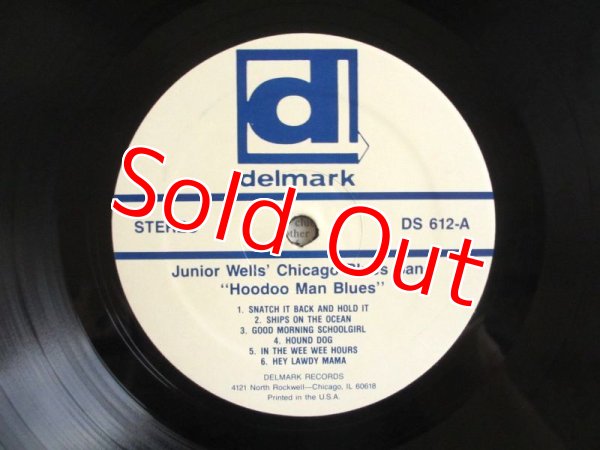 d
delmark
STEREO
DS 612-A
Sold Out
Junior Wells' Chicago Blues Band
"Hoodoo Man Blues"
1. SNATCH IT BACK AND HOLD IT
2. SHIPS ON THE OCEAN
3. GOOD MORNING SCHOOLGIRL
4. HOUND DOG
5. IN THE WEE WEE HOURS
6. HEY LAWDY MAMA
DELMARK RECORDS
4121 North Rockwell—Chicago, IL 60618
Printed in the U.S.A.